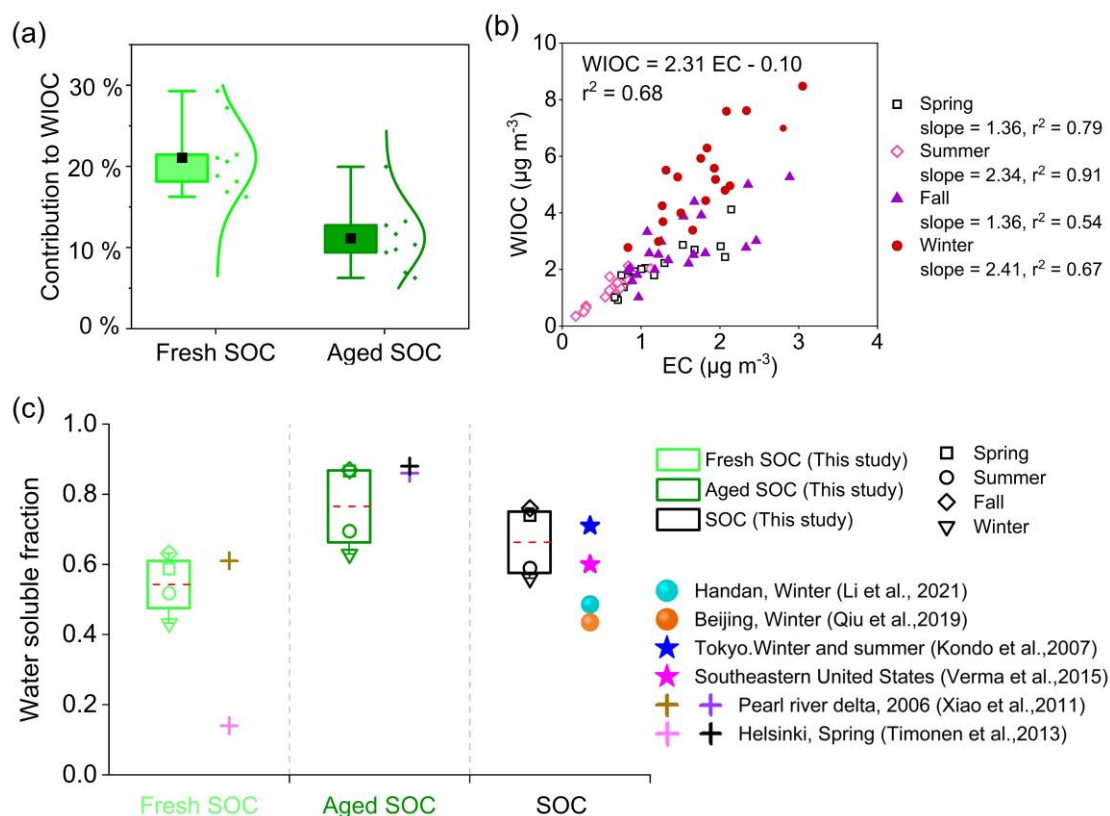 (a)
Contribution to WIOC
30 %
20 %
10 %
0 %
Fresh SOC
Aged SOC
(b)
WIOC (µg m⁻³)
10
8
6
4
2
0
WIOC = 2.31 EC - 0.10
r² = 0.68
0
1
2
3
4
EC (µg m⁻³)
Spring
slope = 1.36, r² = 0.79
Summer
slope = 2.34, r² = 0.91
Fall
slope = 1.36, r² = 0.54
Winter
slope = 2.41, r² = 0.67
(c)
Water soluble fraction
1.0
0.8
0.6
0.4
0.2
0.0
Fresh SOC
Aged SOC
SOC
Fresh SOC (This study)
Aged SOC (This study)
SOC (This study)
Spring
Summer
Fall
Winter
Handan, Winter (Li et al., 2021)
Beijing, Winter (Qiu et al.,2019)
Tokyo.Winter and summer (Kondo et al.,2007)
Southeastern United States (Verma et al.,2015)
Pearl river delta, 2006 (Xiao et al.,2011)
Helsinki, Spring (Timonen et al.,2013)